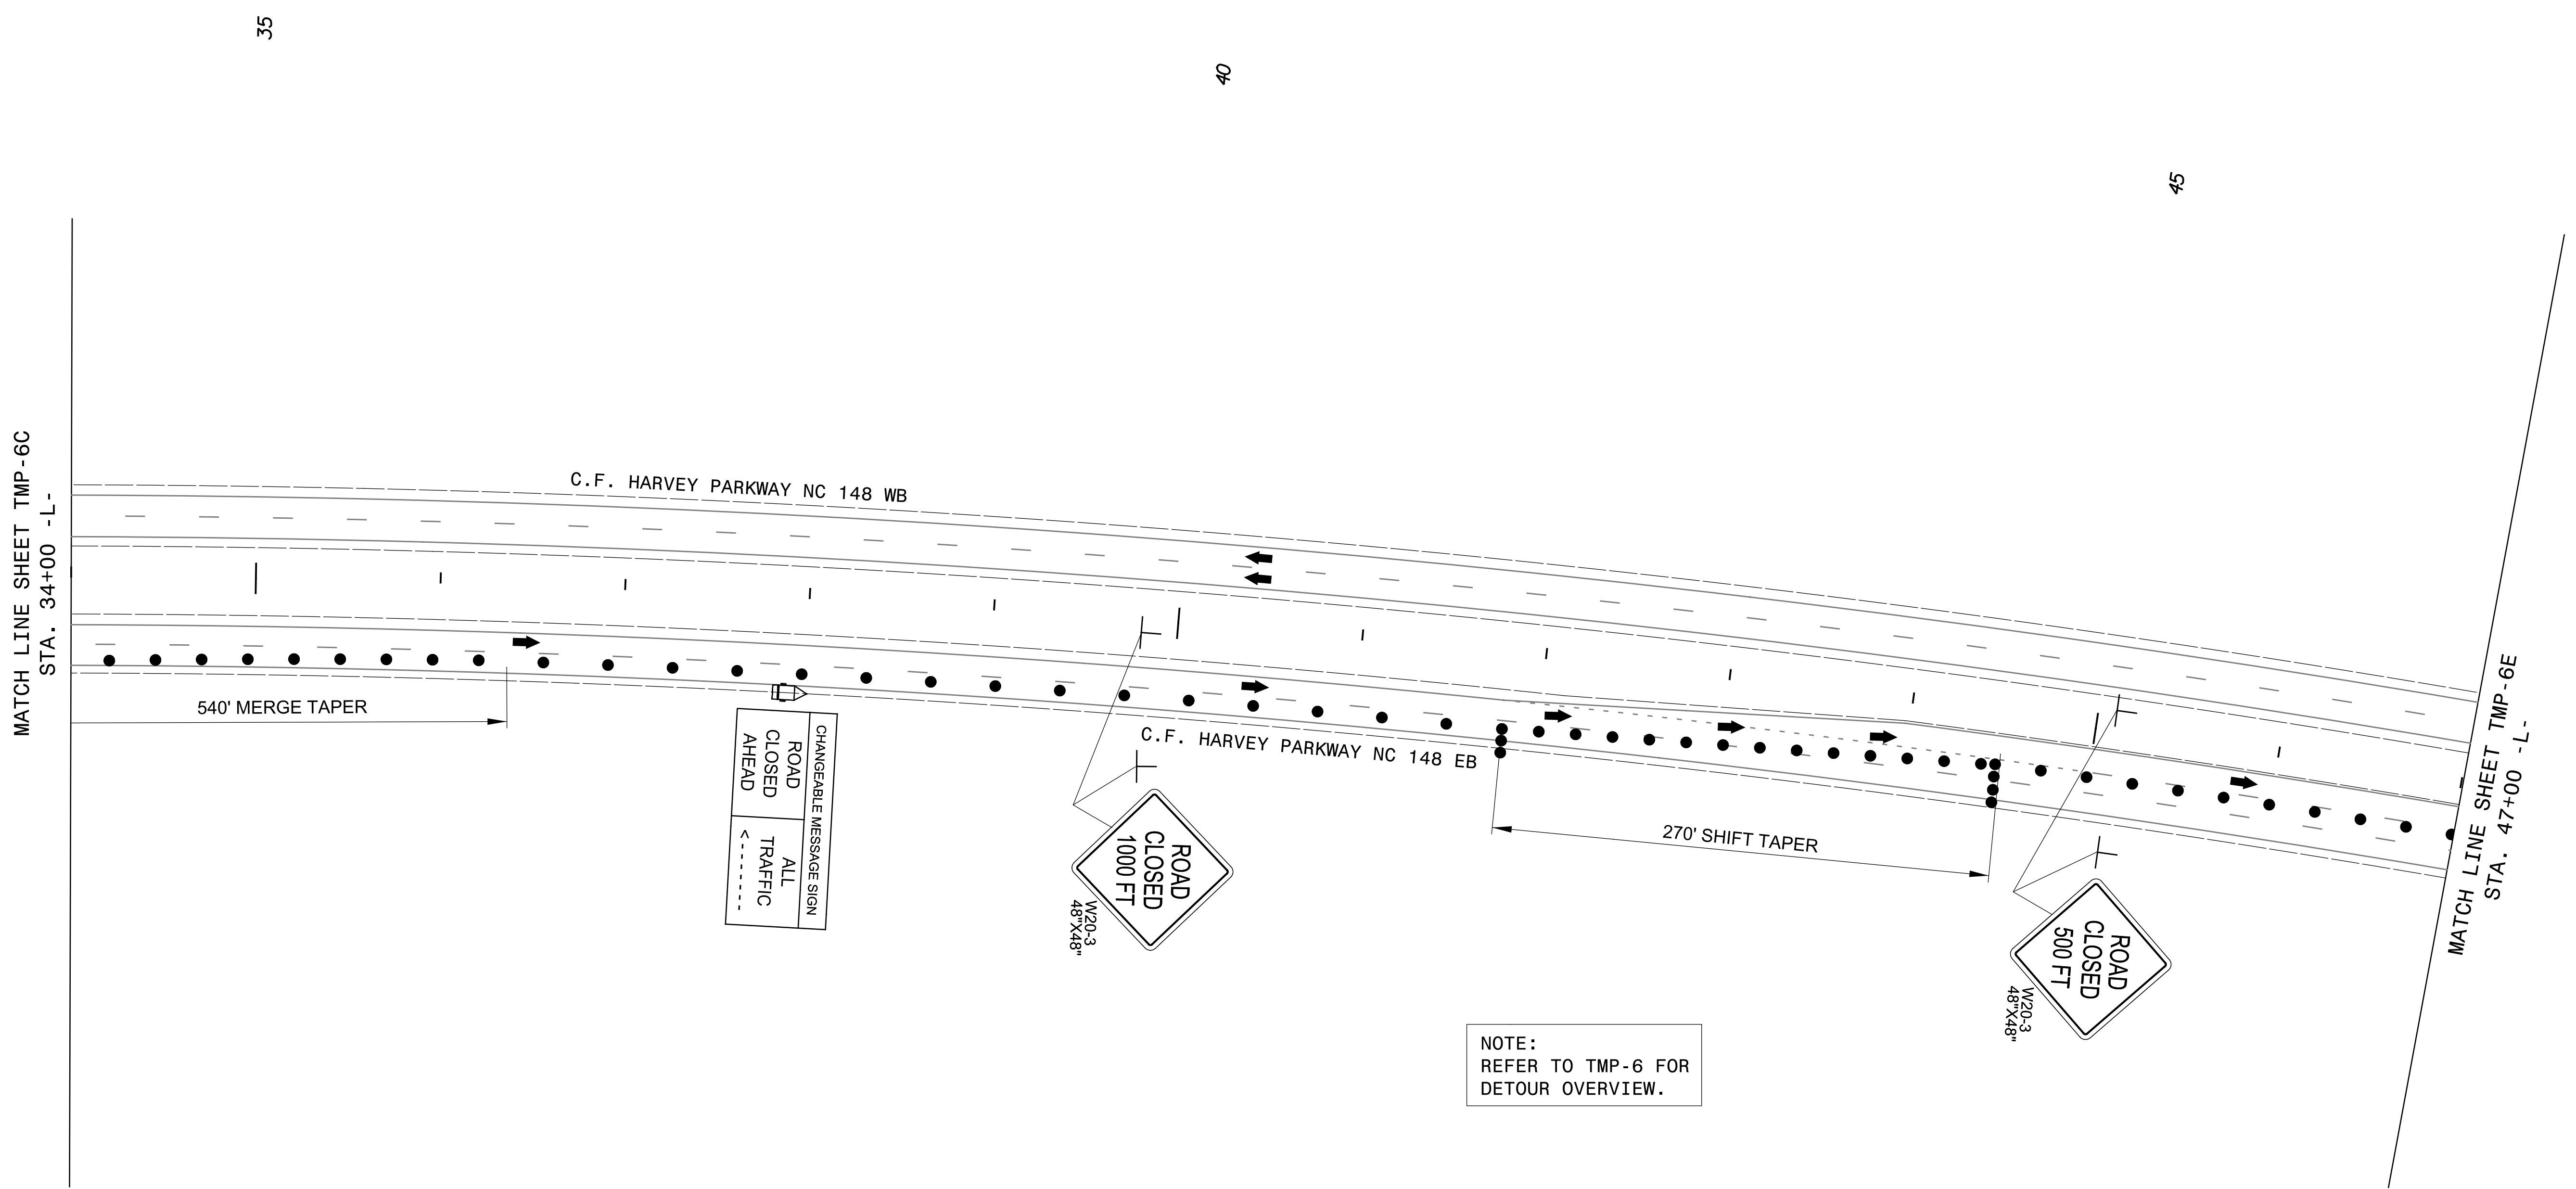 35
40
45
MATCH LINE SHEET TMP-6C
STA. 34+00 -L-
C.F. HARVEY PARKWAY NC 148 WB
540' MERGE TAPER
CHANGEABLE MESSAGE SIGN
ROAD
CLOSED
AHEAD
ALL
TRAFFIC
<------
C.F. HARVEY PARKWAY NC 148 EB
ROAD
CLOSED
1000 FT
W20-3
48"X48"
270' SHIFT TAPER
ROAD
CLOSED
500 FT
W20-3
48"X48"
NOTE:
REFER TO TMP-6 FOR
DETOUR OVERVIEW.
MATCH LINE SHEET TMP-6E
STA. 47+00 -L-